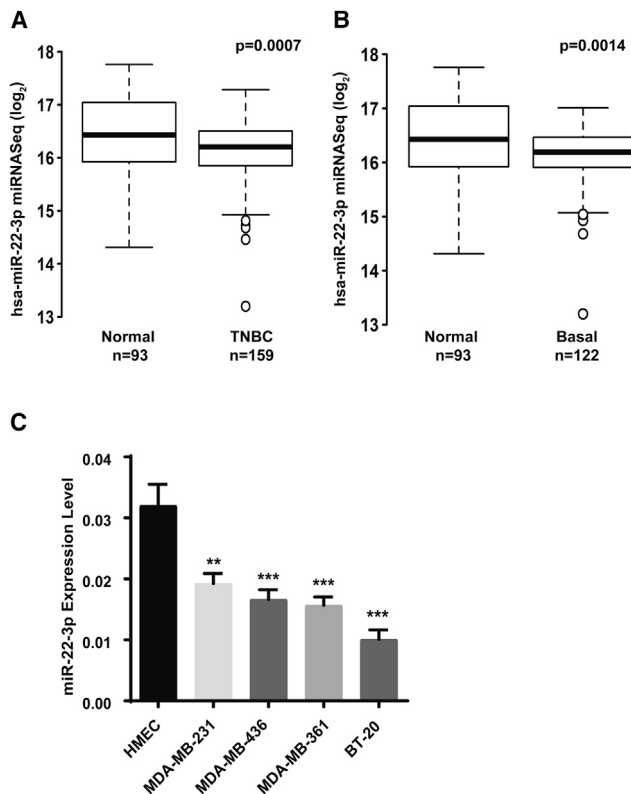 A
p=0.0007
hsa-miR-22-3p miRNASeq (log2)
18
17
16
15
14
13
Normal
n=93
TNBC
n=159
B
p=0.0014
hsa-miR-22-3p miRNASeq (log2)
18
17
16
15
14
13
Normal
n=93
Basal
n=122
C
miR-22-3p Expression Level
0.04
0.03
0.02
0.01
0.00
**
***
***
***
HMEC
MDA-MB-231
MDA-MB-436
MDA-MB-361
BT-20